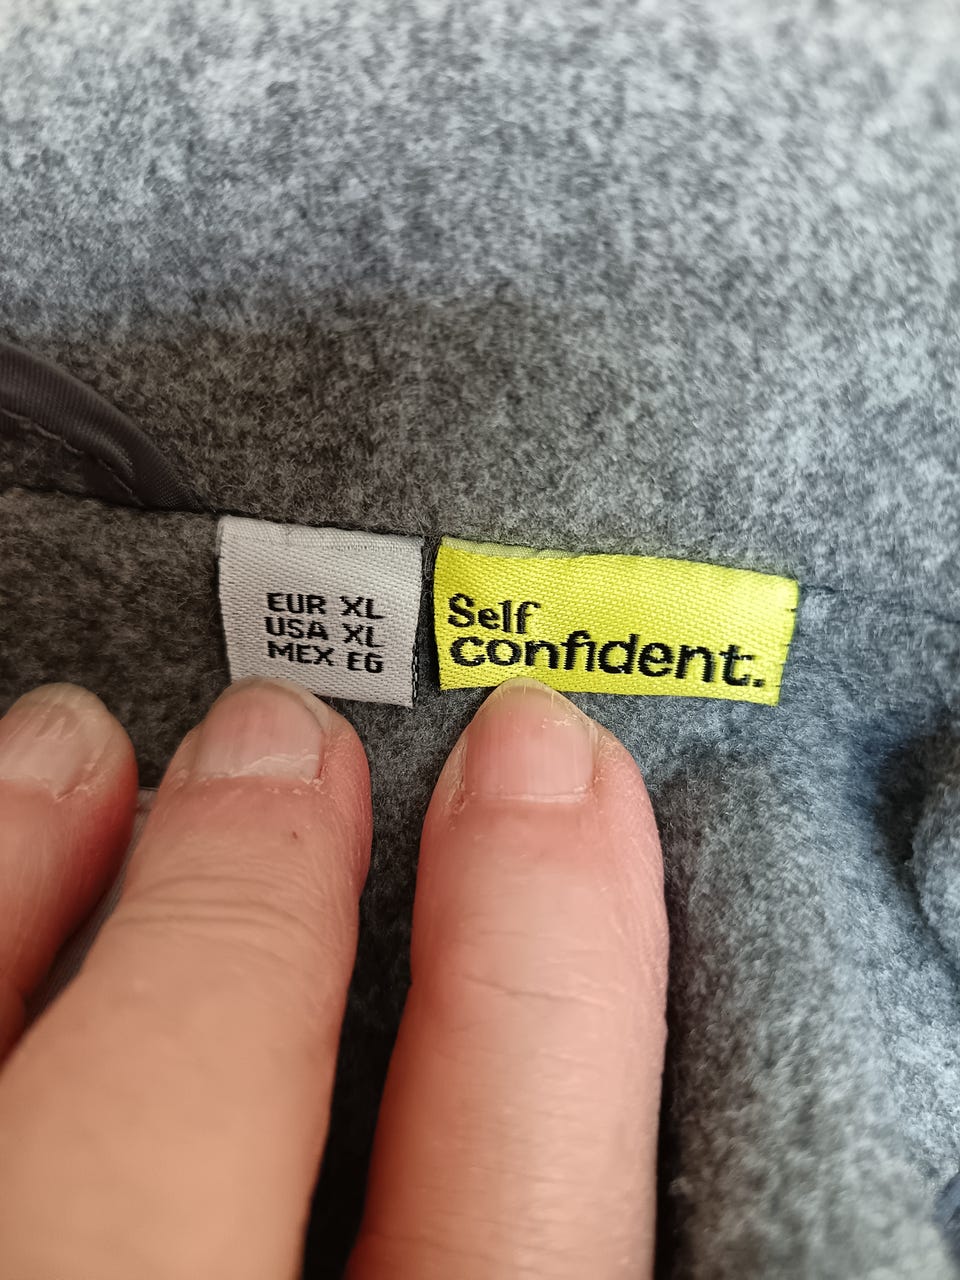 EUR XL
USA XL
MEX EG
Self
confident.